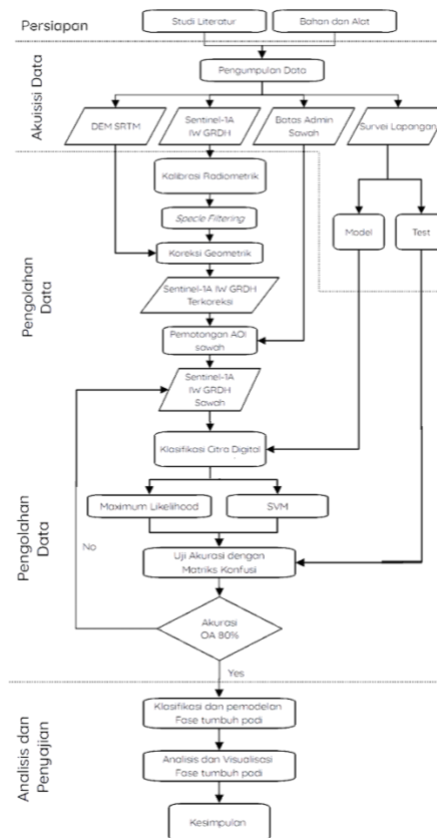 Persiapan
Studi Literatur
Bahan dan Alat
Akuisisi Data
Pengumpulan Data
DEM SRTM
Sentinel-1A
IW GRDH
Batas Admin
Sawah
Survei Lapangan
Pengolahan
Data
Kalibrasi Radiometrik
Specle Filtering
Koreksi Geometrik
Model
Test
Sentinel-1A IW GRDH
Terkoreksi
Pemotongan AOI
sawah
Sentinel-1A
IW GRDH
Sawah
Klasifikasi Citra Digital
Pengolahan
Data
Maximum Likelihood
SVM
No
Uji Akurasi dengan
Matriks Konfusi
Akurasi
OA 80%
Yes
Analisis dan
Penyajian
Klasifikasi dan pemodelan
Fase tumbuh padi
Analisis dan Visualisasi
Fase tumbuh padi
Kesimpulan